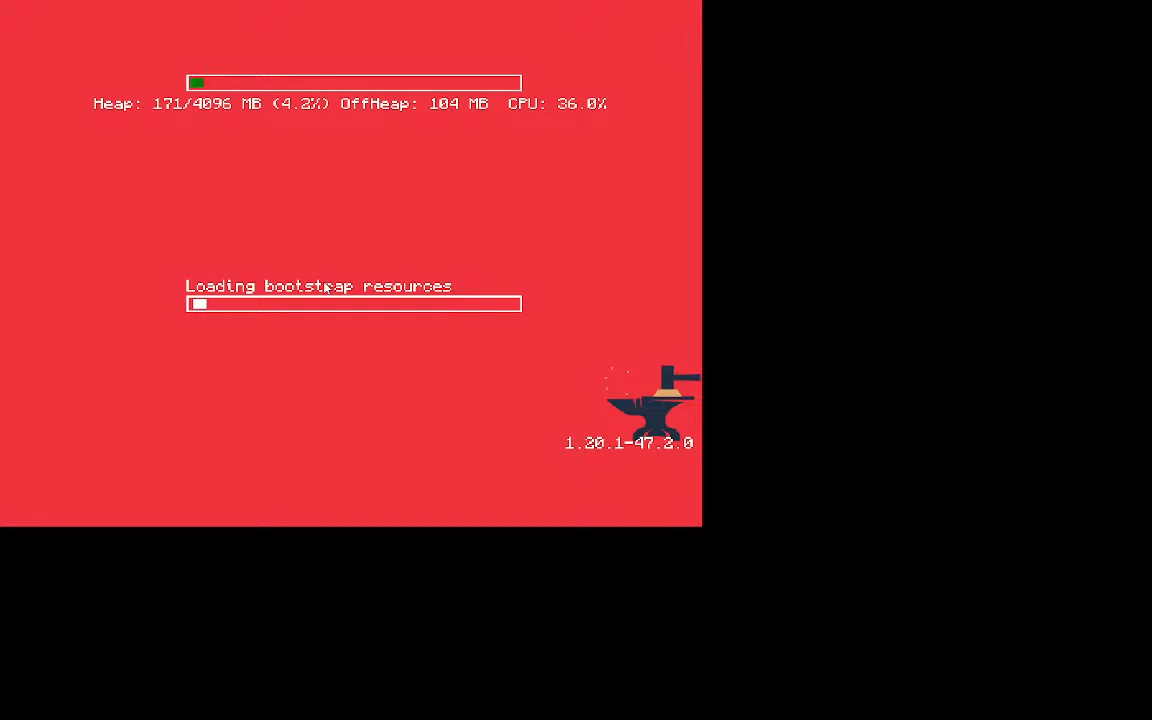 Heap: 171/4096 MB (4.2%) OffHeap: 104 MB  CPU: 36.0%
Loading bootstrap resources
1.20.1-47.2.0